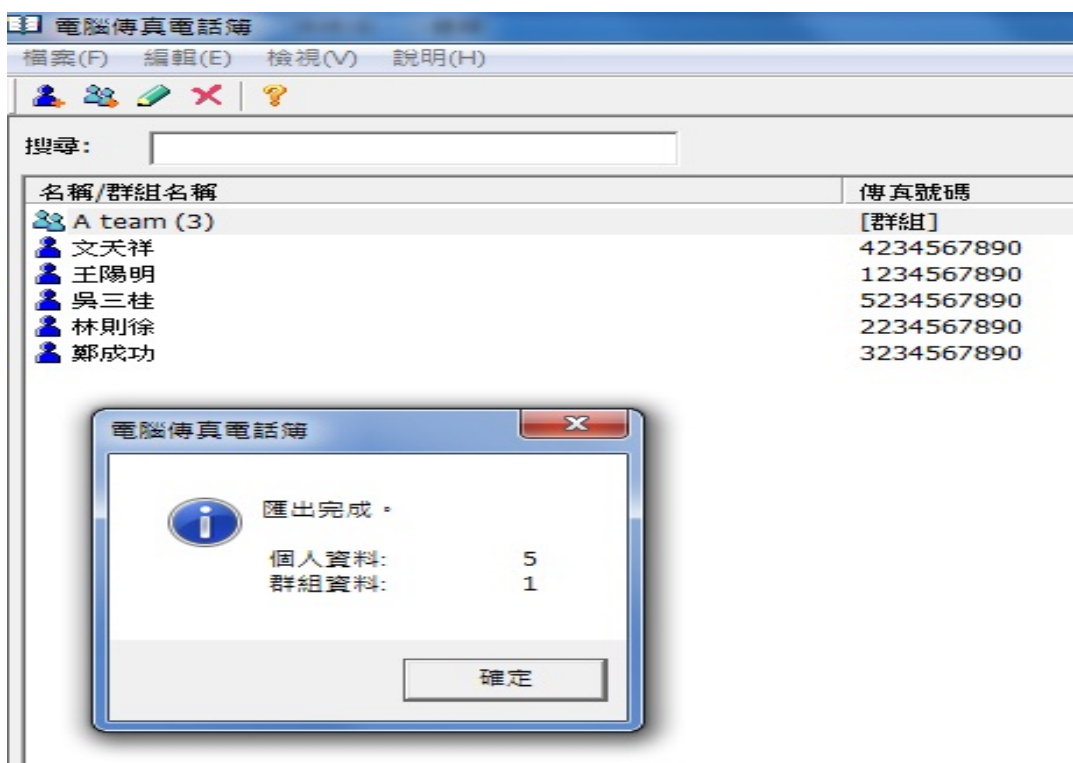 電腦傳真電話簿
檔案(F) 編輯(E) 檢視(V) 說明(H)
搜尋:
名稱/群組名稱 傳真號碼
A team (3) [群組]
文天祥 4234567890
王陽明 1234567890
吳三桂 5234567890
林則徐 2234567890
鄭成功 3234567890
電腦傳真電話簿
匯出完成。
個人資料: 5
群組資料: 1
確定